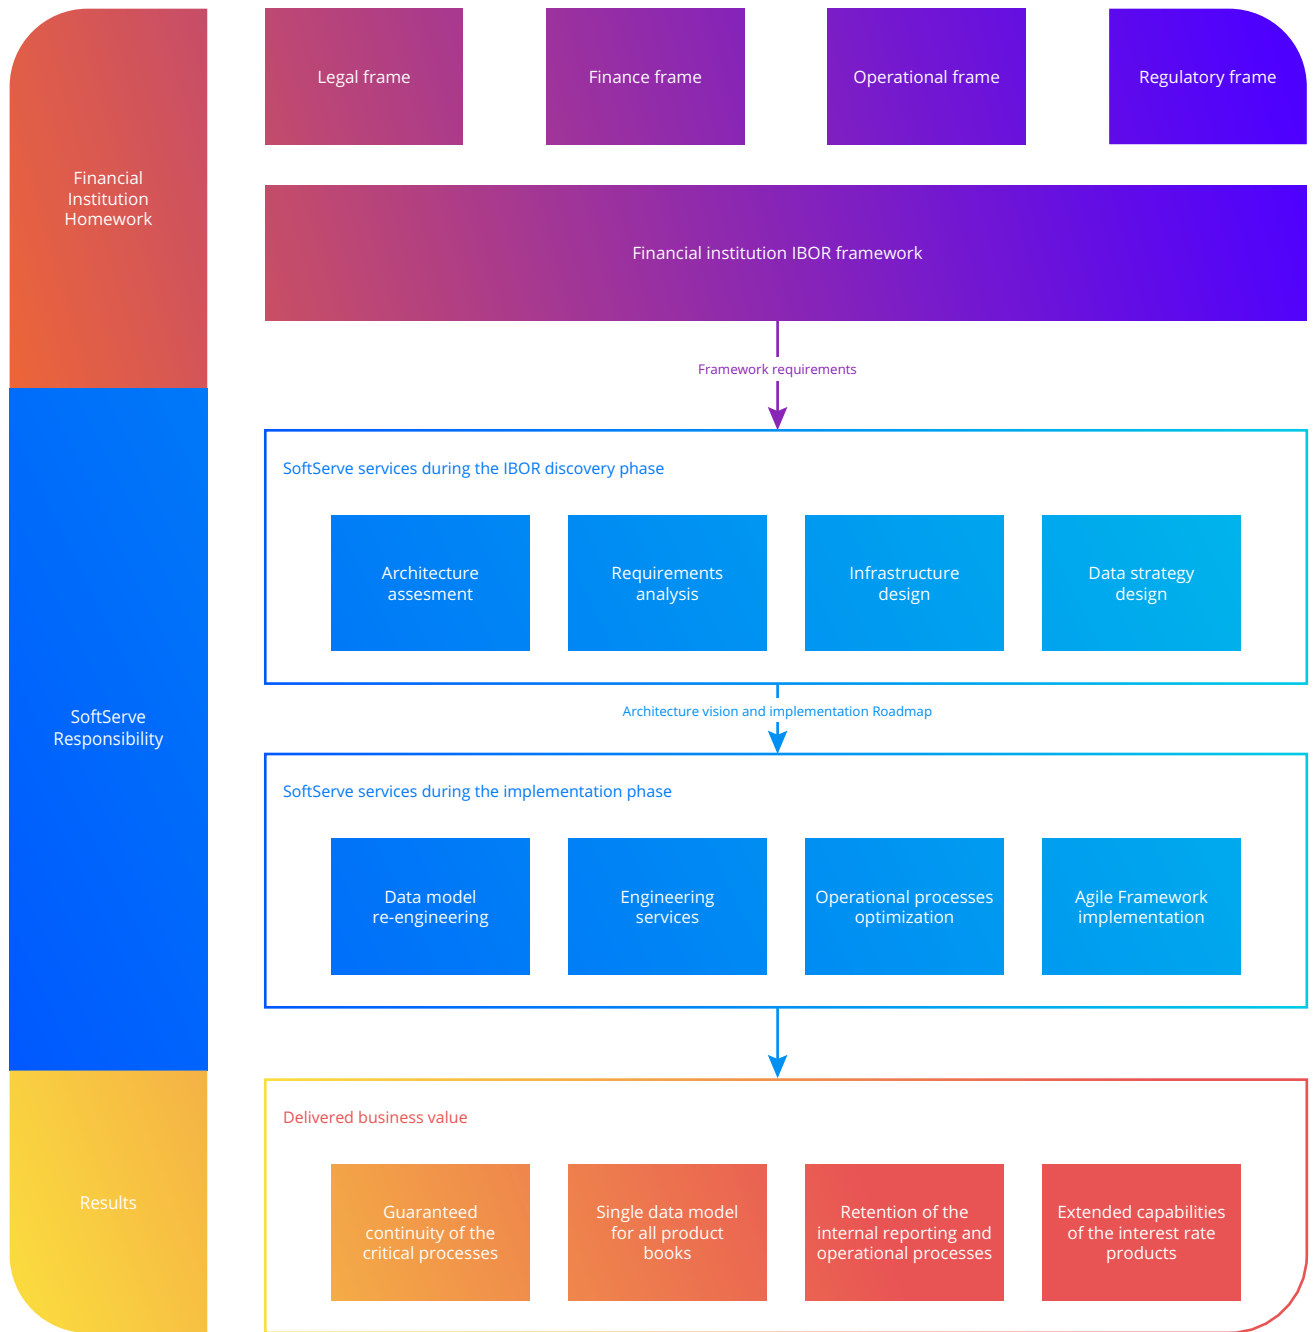 Legal frame
Finance frame
Operational frame
Regulatory frame
Financial
Institution
Homework
Financial institution IBOR framework
Framework requirements
SoftServe services during the IBOR discovery phase
Architecture
assesment
Requirements
analysis
Infrastructure
design
Data strategy
design
SoftServe
Responsibility
Architecture vision and implementation Roadmap
SoftServe services during the implementation phase
Data model
re-engineering
Engineering
services
Operational processes
optimization
Agile Framework
implementation
Results
Delivered business value
Guaranteed
continuity of the
critical processes
Single data model
for all product
books
Retention of the
internal reporting and
operational processes
Extended capabilities
of the interest rate
products